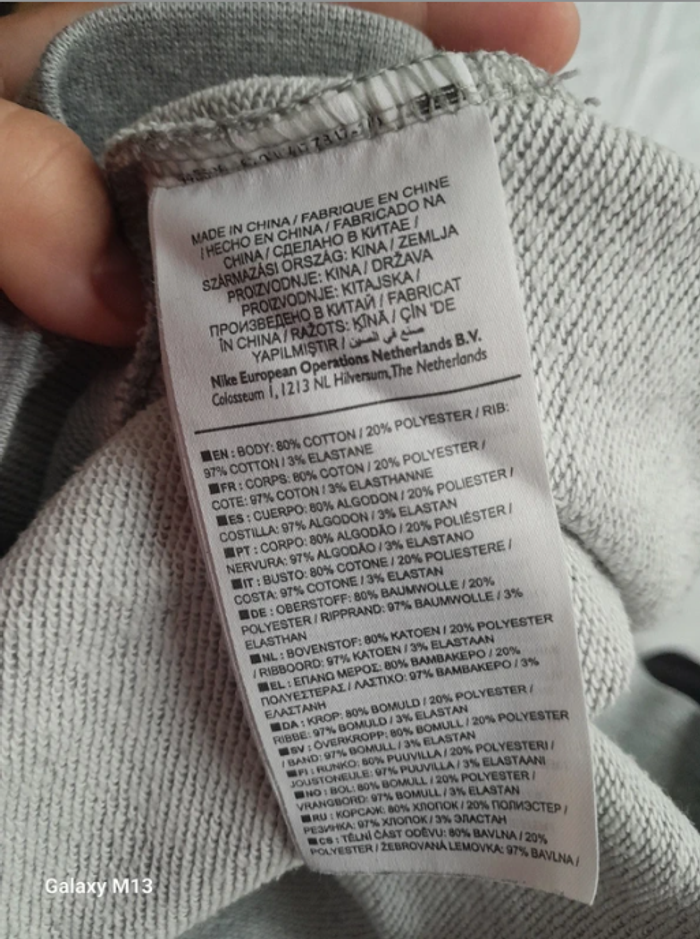 MADE IN CHINA / FABRIQUE EN CHINE
/ HECHO EN CHINA / FABRICADO NA
CHINA / СДЕЛАНО В КИТАЕ /
SZÁRMAZÁSI ORSZÁG: KINA / ZEMLJA
PROIZVODNJE: KINA / DRŽAVA
PROIZVODNJE: KITAJSKA /
ПРОИЗВЕДЕНО В КИТАЙ / FABRICAT
ÎN CHINA / RAŽOTS: ĶĪNĀ / ÇİN 'DE
YAPILMIŞTIR / صنع في الصين
Nike European Operations Netherlands B.V.
Colosseum 1, 1213 NL Hilversum, The Netherlands
■EN : BODY: 80% COTTON / 20% POLYESTER / RIB:
97% COTTON / 3% ELASTANE
■FR : CORPS: 80% COTON / 20% POLYESTER /
COTE: 97% COTON / 3% ELASTHANNE
■ES : CUERPO: 80% ALGODON / 20% POLIESTER /
COSTILLA: 97% ALGODON / 3% ELASTAN
■PT : CORPO: 80% ALGODÃO / 20% POLIÉSTER /
NERVURA: 97% ALGODÃO / 3% ELASTANO
■IT : BUSTO: 80% COTONE / 20% POLIESTERE /
COSTA: 97% COTONE / 3% ELASTAN
■DE : OBERSTOFF: 80% BAUMWOLLE / 20%
POLYESTER / RIPPRAND: 97% BAUMWOLLE / 3%
ELASTHAN
■NL : BOVENSTOF: 80% KATOEN / 20% POLYESTER
/ RIBBOORD: 97% KATOEN / 3% ELASTAAN
■EL : ΕΠΑΝΩ ΜΕΡΟΣ: 80% ΒΑΜΒΑΚΕΡΟ / 20%
ΠΟΛΥΕΣΤΕΡΑΣ / ΛΑΣΤΙΧΟ: 97% ΒΑΜΒΑΚΕΡΟ / 3%
ΕΛΑΣΤΑΝΗ
■DA : KROP: 80% BOMULD / 20% POLYESTER /
RIBBE: 97% BOMULD / 3% ELASTAN
■SV : ÖVERKROPP: 80% BOMULL / 20% POLYESTER
/ BAND: 97% BOMULL / 3% ELASTAN
■FI : RUNKO: 80% PUUVILLA / 20% POLYESTERI /
JOUSTONEULE: 97% PUUVILLA / 3% ELASTAANI
■NO : BOL: 80% BOMULL / 20% POLYESTER /
VRANGBORD: 97% BOMULL / 3% ELASTAN
■RU : КОРСАЖ: 80% ХЛОПОК / 20% ПОЛИЭСТЕР /
РЕЗИНКА: 97% ХЛОПОК / 3% ЭЛАСТАН
■CS : TĚLNÍ ČÁST ODĚVU: 80% BAVLNA / 20%
POLYESTER / ŽEBROVANÁ LEMOVKA: 97% BAVLNA /
Galaxy M13